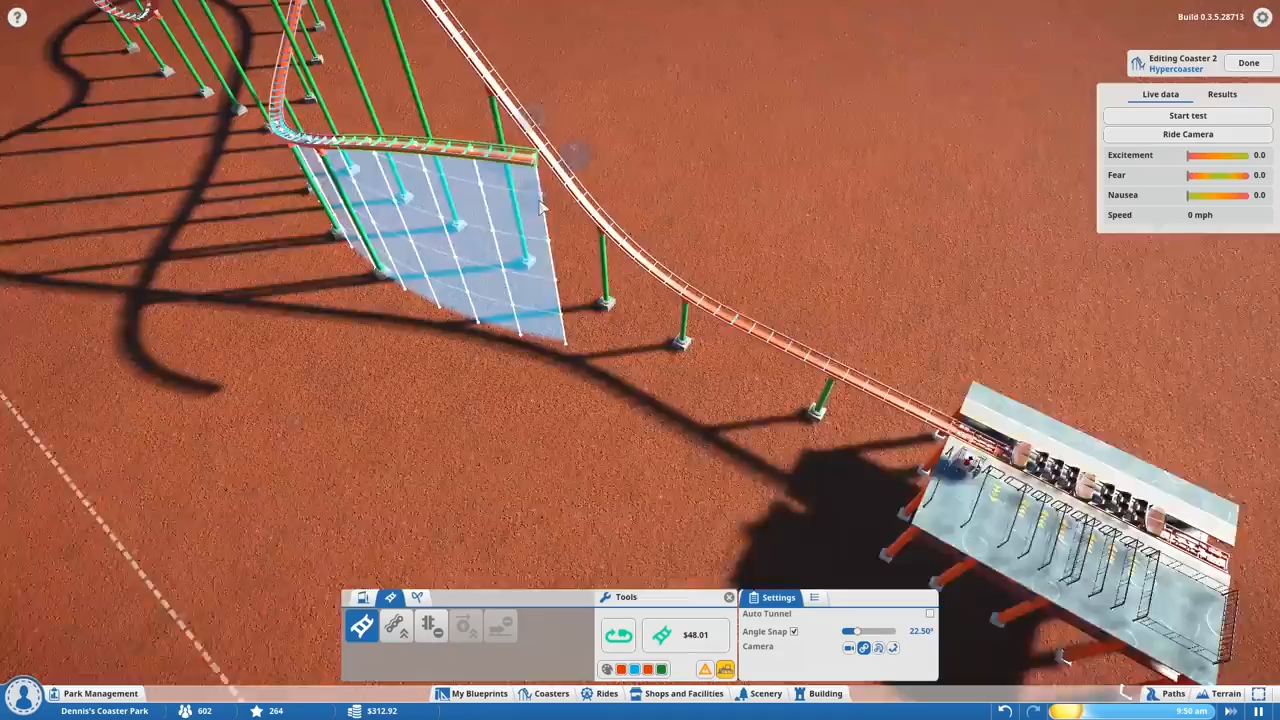 ?
Build 0.3.5.28713
Editing Coaster 2
Hypercoaster
Done
Live data
Results
Start test
Ride Camera
Excitement
0.0
Fear
0.0
Nausea
0.0
Speed
0 mph
Tools
Settings
Auto Tunnel
$48.01
Angle Snap
22.50°
Camera
Park Management
My Blueprints
Coasters
Rides
Shops and Facilities
Scenery
Building
Paths
Terrain
Dennis's Coaster Park
602
264
$312.92
9:50 am